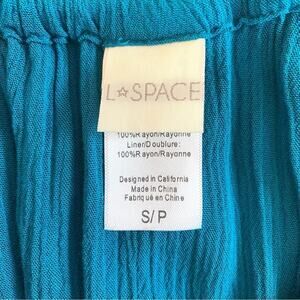 L☆SPACE
100%Rayon/Rayonne
Liner/Doublure:
100%Rayon/Rayonne
Designed in California
Made in China
Fabriqué en Chine
S/P